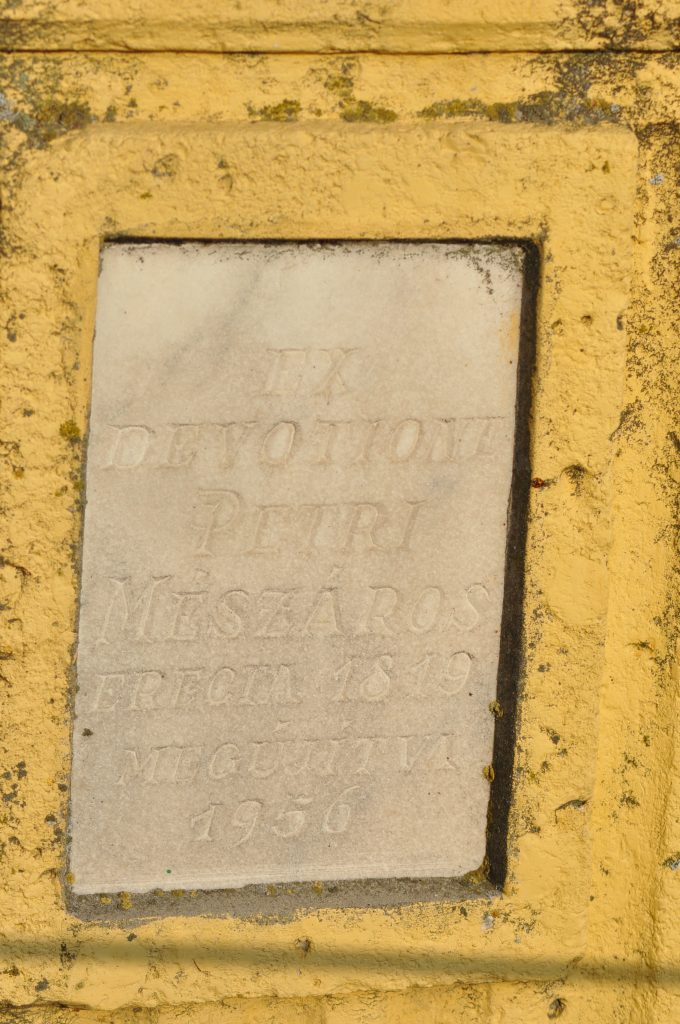 EX
DEVOTIONE
PETRI
MÉSZÁROS
ERECTA 1819
MEGÚJÍTVA
1956